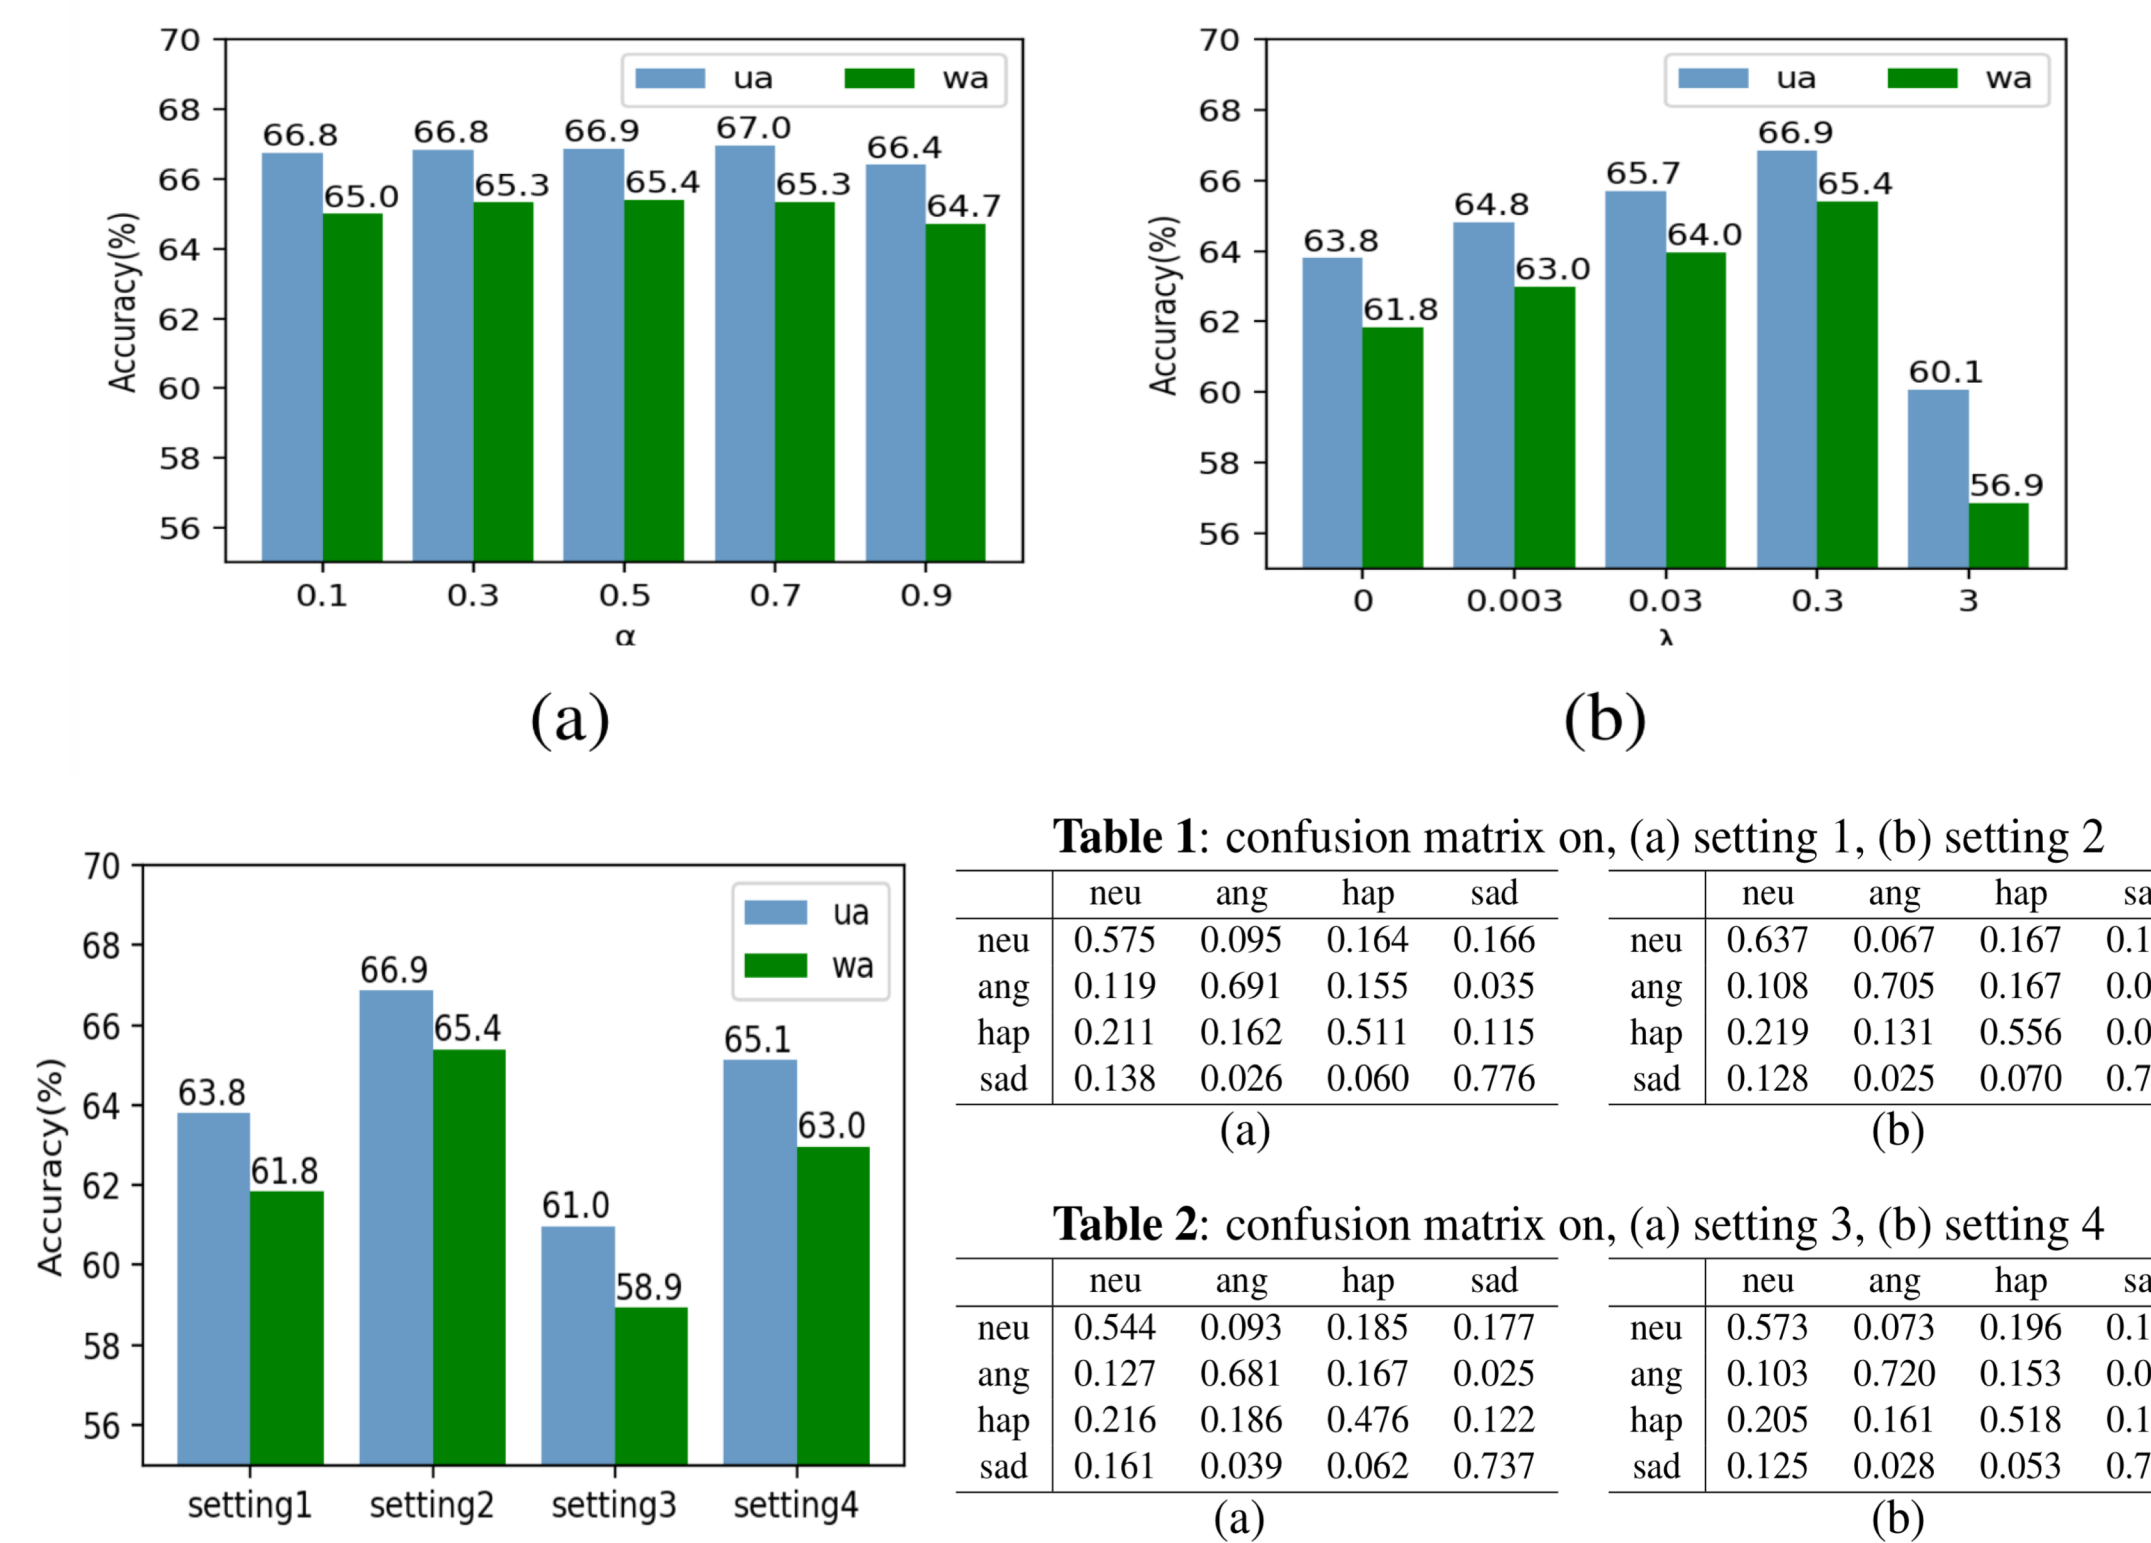 70
68
66
64
62
60
58
56
Accuracy(%)
ua wa
66.8 65.0 66.8 65.3 66.9 65.4 67.0 65.3 66.4 64.7
0.1 0.3 0.5 0.7 0.9
α
(a)
70
68
66
64
62
60
58
56
Accuracy(%)
ua wa
63.8 61.8 64.8 63.0 65.7 64.0 66.9 65.4 60.1 56.9
0 0.003 0.03 0.3 3
λ
(b)
70
68
66
64
62
60
58
56
Accuracy(%)
ua
wa
63.8 61.8 66.9 65.4 61.0 58.9 65.1 63.0
setting1 setting2 setting3 setting4
Table 1: confusion matrix on, (a) setting 1, (b) setting 2
neu ang hap sad
neu 0.575 0.095 0.164 0.166
ang 0.119 0.691 0.155 0.035
hap 0.211 0.162 0.511 0.115
sad 0.138 0.026 0.060 0.776
(a)
neu ang hap
neu 0.637 0.067 0.167
ang 0.108 0.705 0.167
hap 0.219 0.131 0.556
sad 0.128 0.025 0.070
(b)
Table 2: confusion matrix on, (a) setting 3, (b) setting 4
neu ang hap sad
neu 0.544 0.093 0.185 0.177
ang 0.127 0.681 0.167 0.025
hap 0.216 0.186 0.476 0.122
sad 0.161 0.039 0.062 0.737
(a)
neu ang hap
neu 0.573 0.073 0.196
ang 0.103 0.720 0.153
hap 0.205 0.161 0.518
sad 0.125 0.028 0.053
(b)